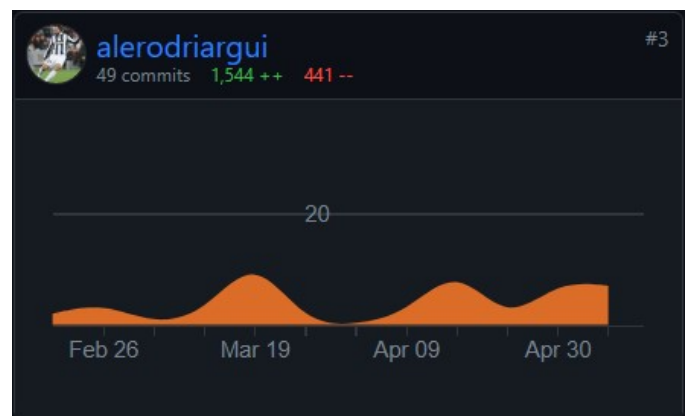 alerodriargui
#3
49 commits 1,544 ++ 441 --
20
Feb 26 Mar 19 Apr 09 Apr 30